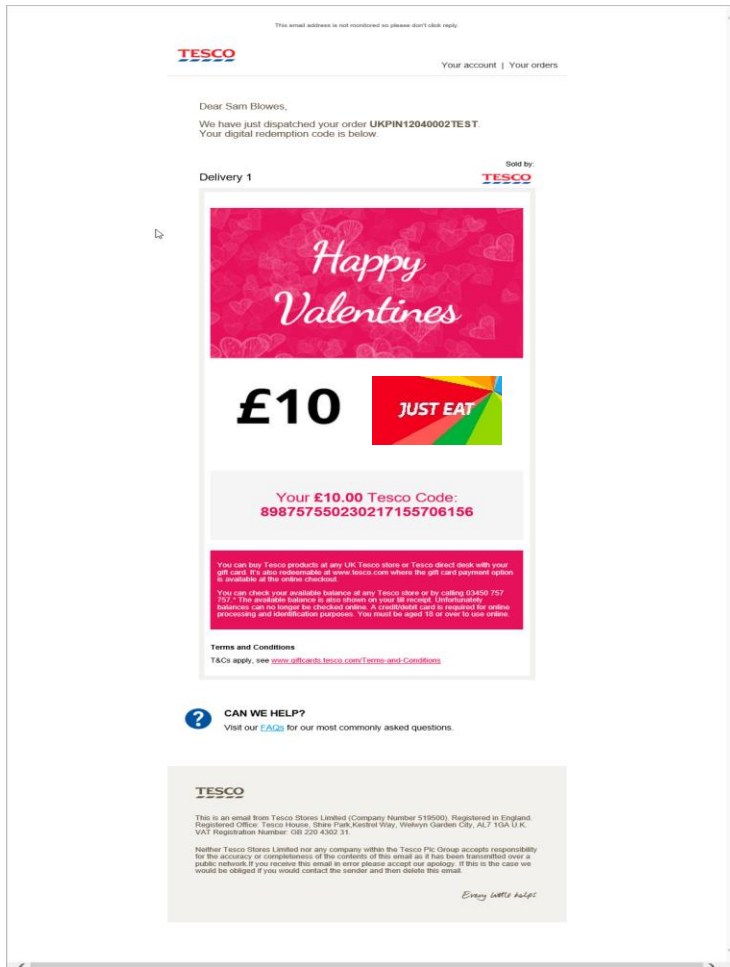 This email address is not monitored so please don't click reply.
TESCO
Your account | Your orders
Dear Sam Blowes,
We have just dispatched your order UKPIN12040002TEST.
Your digital redemption code is below.
Sold by:
Delivery 1
TESCO
Happy
Valentines
£10
JUST EAT
Your £10.00 Tesco Code:
898757550230217155706156
You can buy Tesco products at any UK Tesco store or Tesco direct desk with your
gift card. It's also redeemable at www.tesco.com where the gift card payment option
is available at the online checkout.
You can check your available balance at any Tesco store or by calling 03450 757
757.* The available balance is also shown on your till receipt. Unfortunately
balances can no longer be checked online. A credit/debit card is required for online
processing and identification purposes. You must be aged 18 or over to use online.
Terms and Conditions
T&Cs apply, see www.giftcards.tesco.com/Terms-and-Conditions
CAN WE HELP?
Visit our FAQs for our most commonly asked questions.
TESCO
This is an email from Tesco Stores Limited (Company Number 519500). Registered in England.
Registered Office: Tesco House, Shire Park,Kestrel Way, Welwyn Garden City, AL7 1GA U.K.
VAT Registration Number: GB 220 4302 31.
Neither Tesco Stores Limited nor any company within the Tesco Plc Group accepts responsibility
for the accuracy or completeness of the contents of this email as it has been transmitted over a
public network.If you receive this email in error please accept our apology. If this is the case we
would be obliged if you would contact the sender and then delete this email.
Every little helps